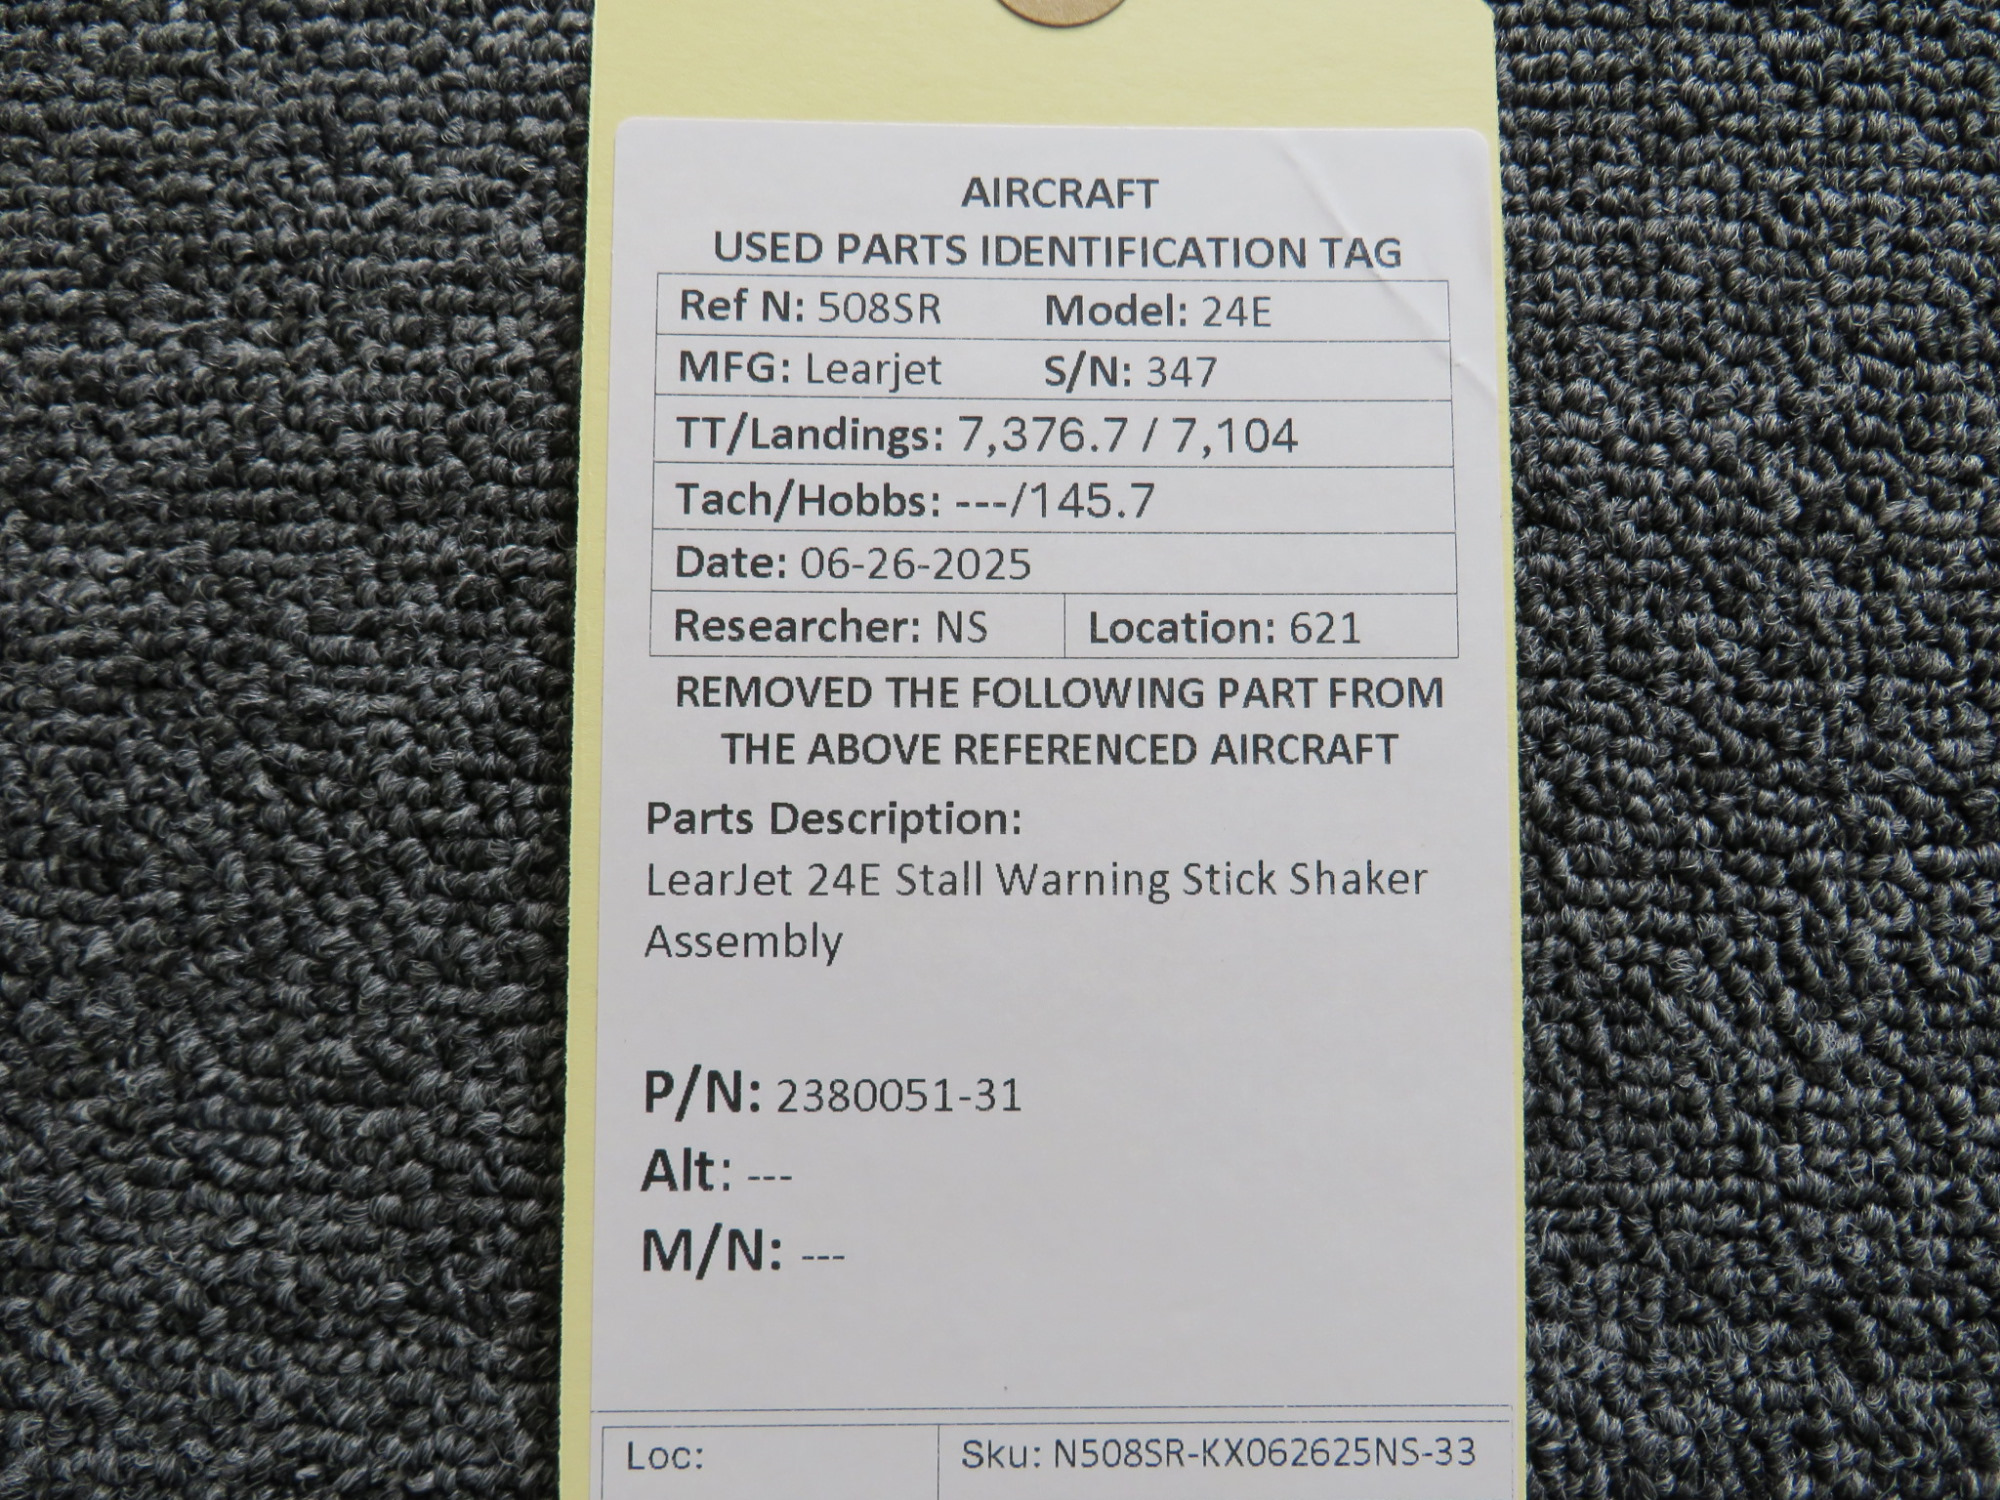 AIRCRAFT
USED PARTS IDENTIFICATION TAG
Ref N: 508SR Model: 24E
MFG: Learjet S/N: 347
TT/Landings: 7,376.7 / 7,104
Tach/Hobbs: ---/145.7
Date: 06-26-2025
Researcher: NS Location: 621
REMOVED THE FOLLOWING PART FROM
THE ABOVE REFERENCED AIRCRAFT
Parts Description:
LearJet 24E Stall Warning Stick Shaker
Assembly
P/N: 2380051-31
Alt: ---
M/N: ---
Loc: Sku: N508SR-KX062625NS-33